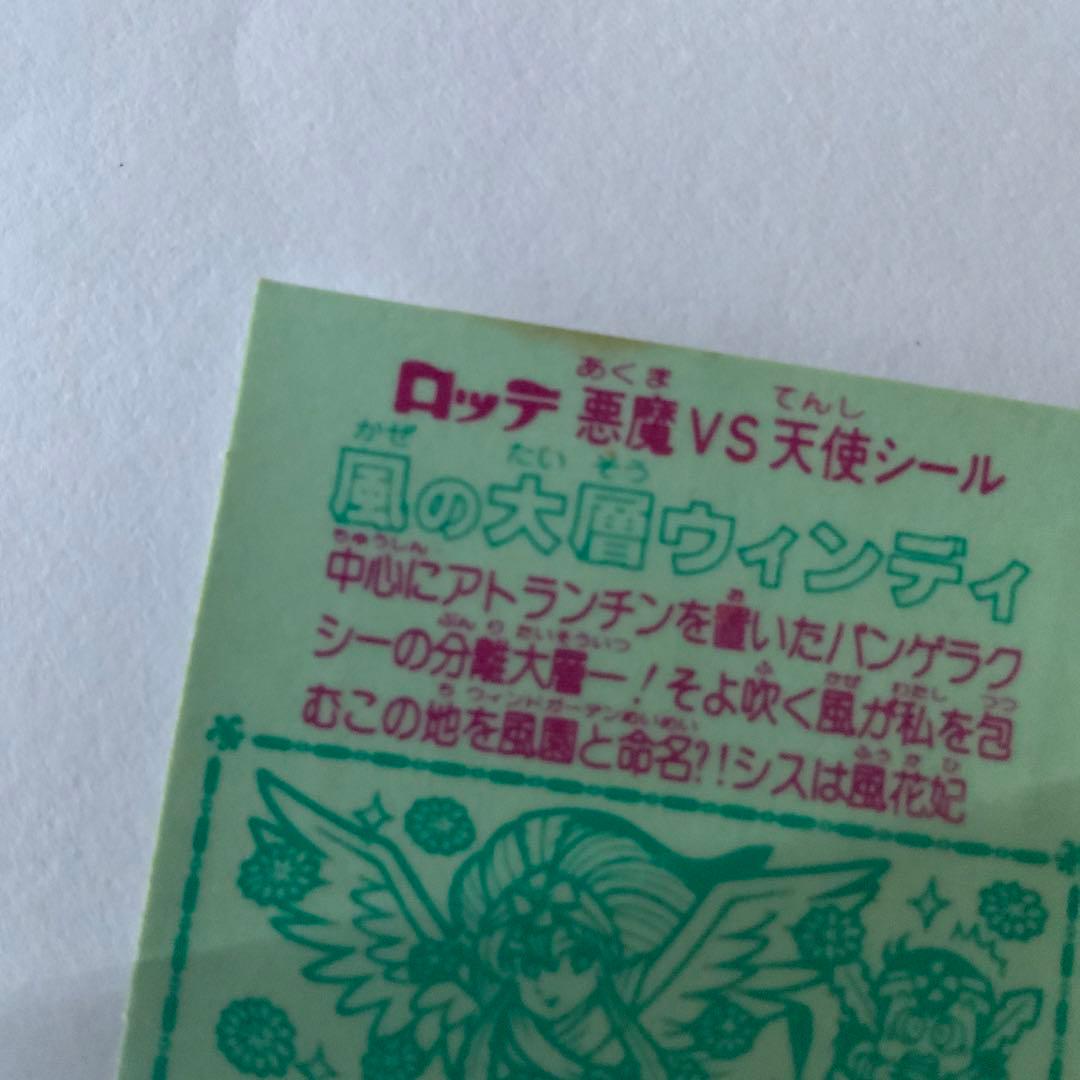 ロッテ 悪魔VS天使シール
風の大層ウィンディ
中心にアトランチンを置いたパンゲラク
シーの分離大層一！そよ吹く風が私を包
むこの地を風園と命名?!シスは風花妃